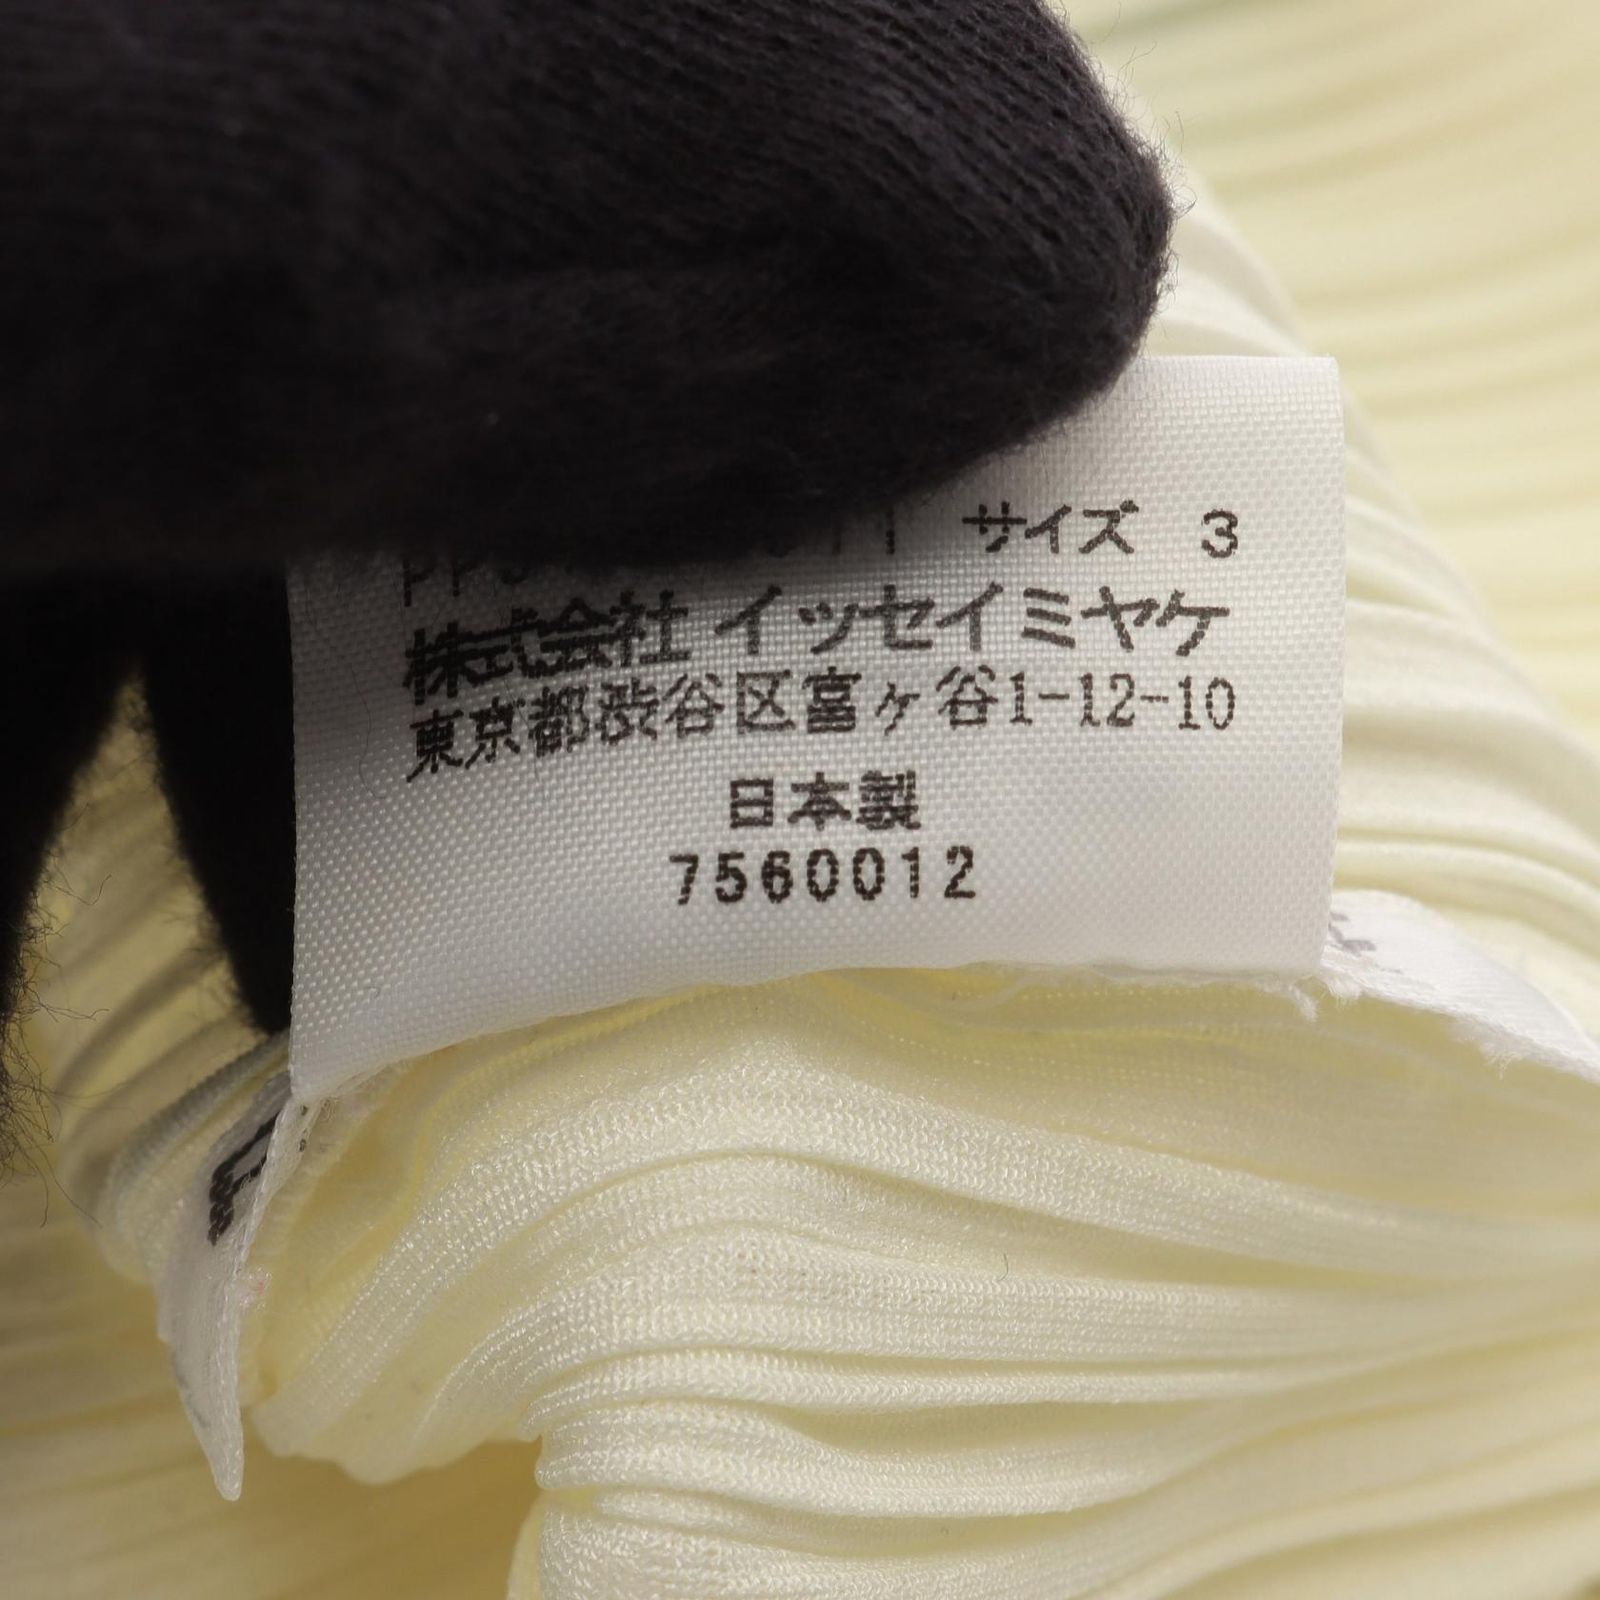 サイズ 3
株式会社 イッセイミヤケ
東京都渋谷区富ヶ谷1-12-10
日本製
7560012